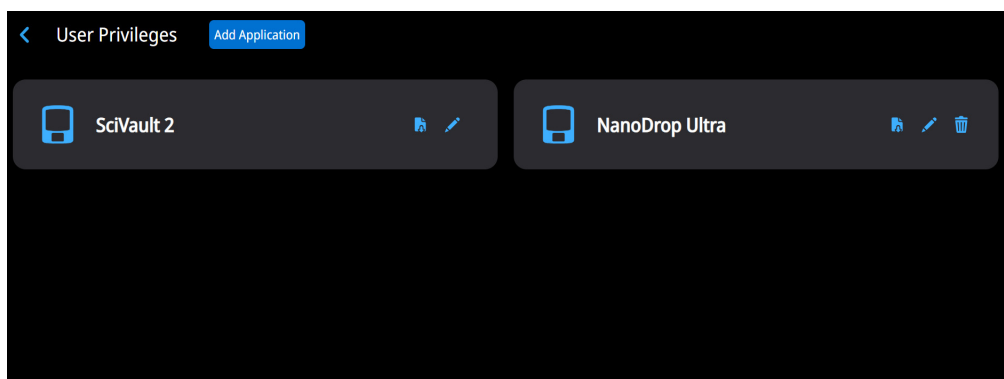 User Privileges
Add Application
SciVault 2
NanoDrop Ultra